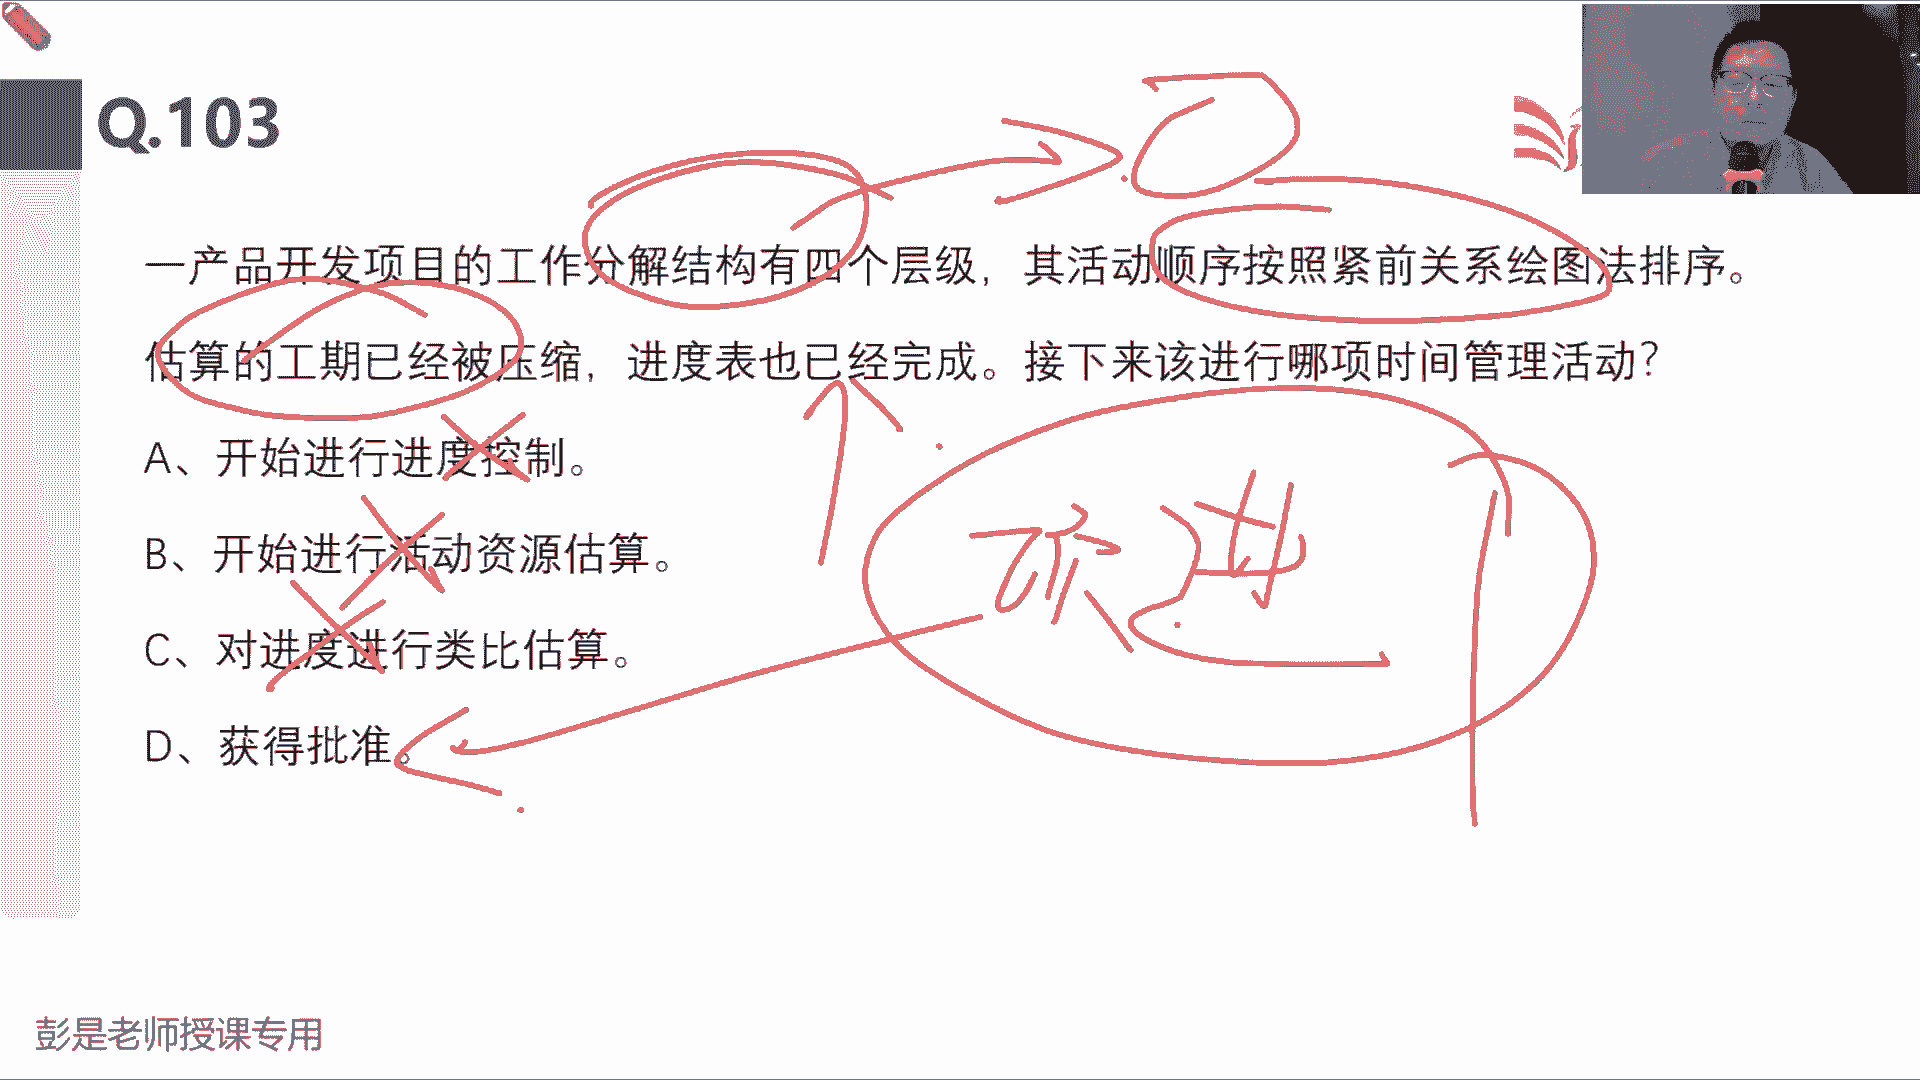 Q.103
一产品开发项目的工作分解结构有四个层级，其活动顺序按照紧前关系绘图法排序。
估算的工期已经被压缩，进度表也已经完成。接下来该进行哪项时间管理活动？
A、开始进行进度控制。
B、开始进行活动资源估算。
C、对进度进行类比估算。
D、获得批准。
彭是老师授课专用